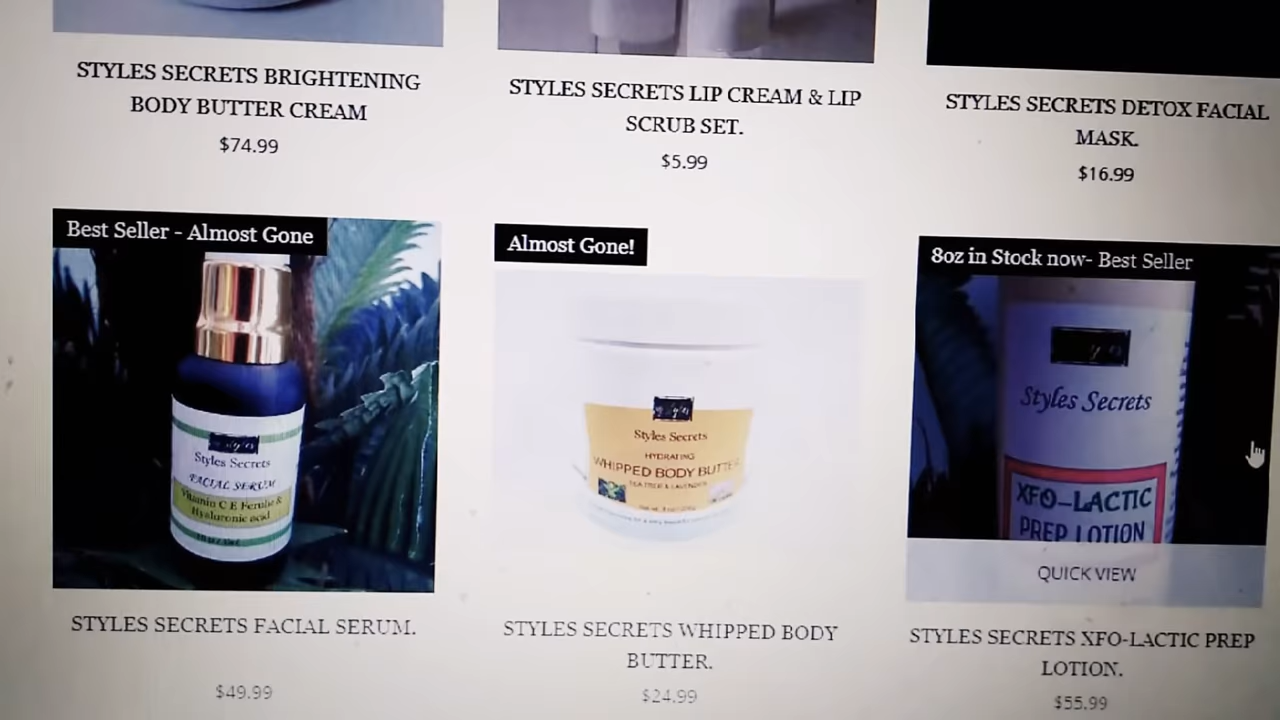 STYLES SECRETS BRIGHTENING
BODY BUTTER CREAM
$74.99
STYLES SECRETS LIP CREAM & LIP
SCRUB SET.
$5.99
STYLES SECRETS DETOX FACIAL
MASK.
$16.99
Best Seller - Almost Gone
Styles Secrets
FACIAL SERUM
Vitamin C E Ferulic &
Hyaluronic acid
STYLES SECRETS FACIAL SERUM.
$49.99
Almost Gone!
Styles Secrets
HYDRATING
WHIPPED BODY BUTTER
TEA TREE & LAVENDER
STYLES SECRETS WHIPPED BODY
BUTTER.
$24.99
8oz in Stock now- Best Seller
Styles Secrets
XFO-LACTIC
PREP LOTION
QUICK VIEW
STYLES SECRETS XFO-LACTIC PREP
LOTION.
$55.99